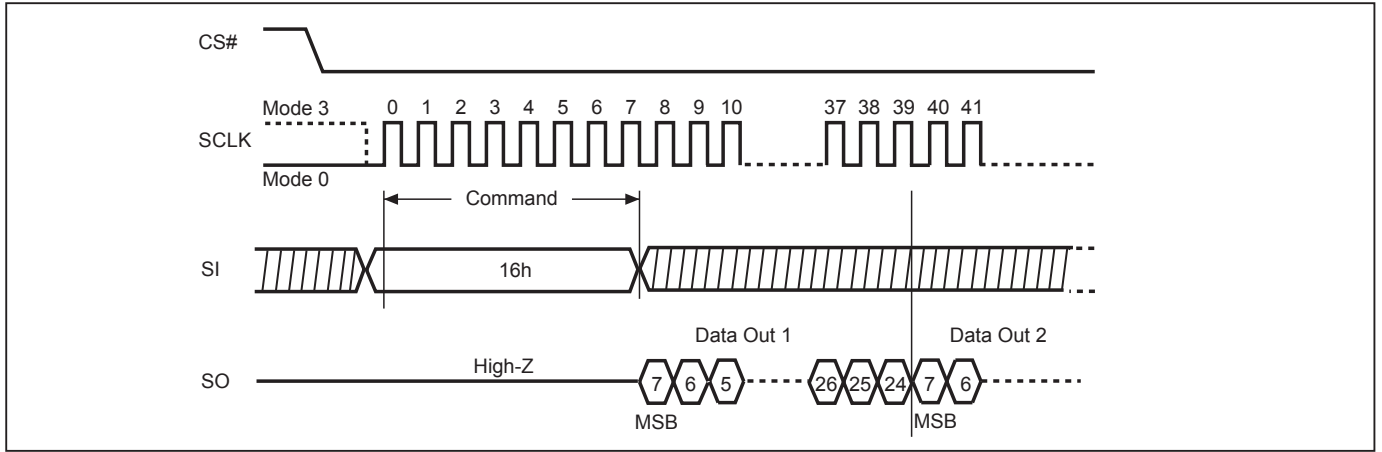 CS#
Mode 3
0 1 2 3 4 5 6 7 8 9 10 37 38 39 40 41
SCLK
Mode 0
Command
SI
16h
Data Out 1 Data Out 2
High-Z
SO
7 6 5 26 25 24 7 6
MSB MSB